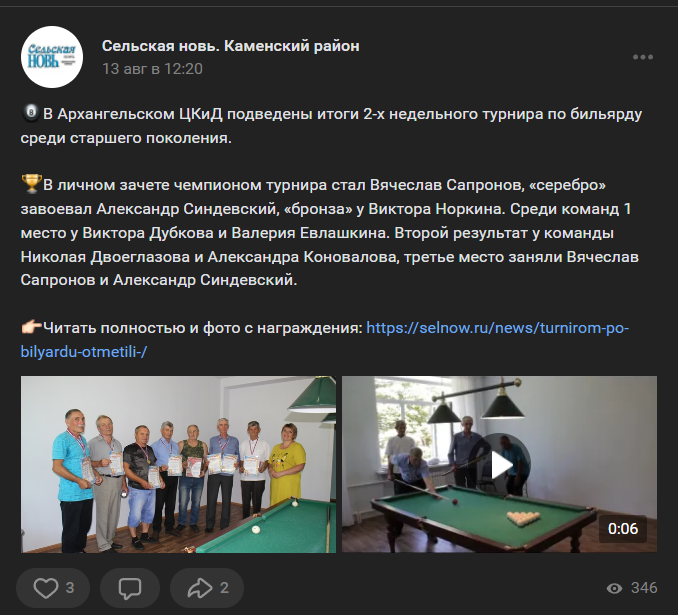 Сельская
НОВЬ
Сельская новь. Каменский район
13 авг в 12:20
В Архангельском ЦКиД подведены итоги 2-х недельного турнира по бильярду
среди старшего поколения.
В личном зачете чемпионом турнира стал Вячеслав Сапронов, «серебро»
завоевал Александр Синдевский, «бронза» у Виктора Норкина. Среди команд 1
место у Виктора Дубкова и Валерия Евлашкина. Второй результат у команды
Николая Двоеглазова и Александра Коновалова, третье место заняли Вячеслав
Сапронов и Александр Синдевский.
Читать полностью и фото с награждения: https://selnow.ru/news/turnirom-po-
bilyardu-otmetili-/
0:06
3
2
346